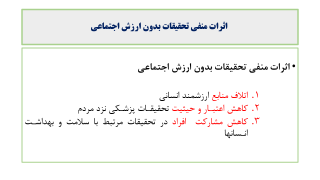 اثرات منفی تحقیقات بدون ارزش اجتماعی
• اثرات منفی تحقیقات بدون ارزش اجتماعی
۱. اتلاف منابع ارزشمند انسانی
۲. کاهش اعتبار و حیثیت تحقیقات پزشکی نزد مردم
۳. کاهش مشارکت افراد در تحقیقات مرتبط با سلامت و بهداشت
انسانها